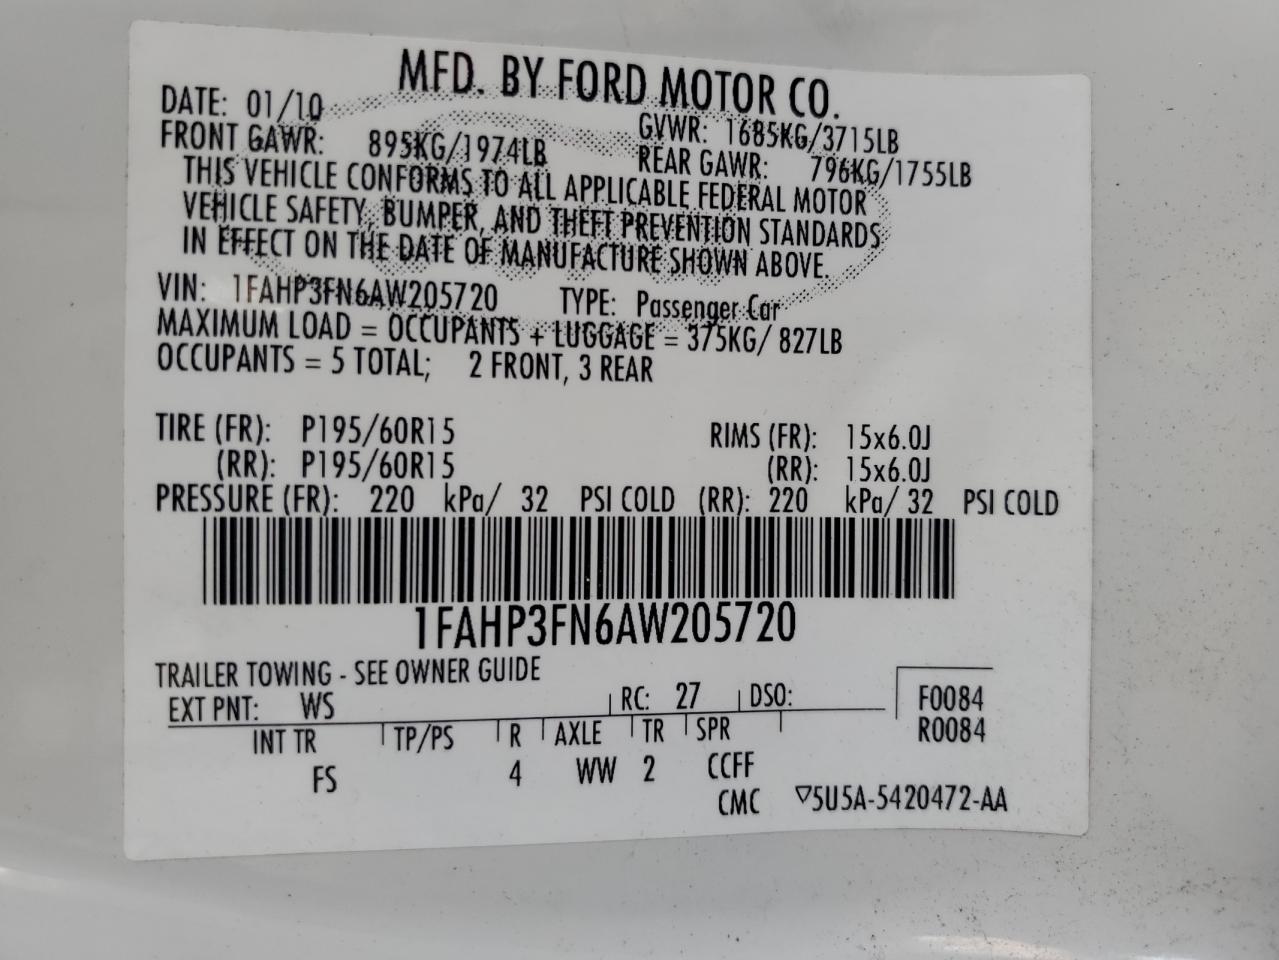 MFD. BY FORD MOTOR CO.
DATE: 01/10 GVWR: 1685KG/3715LB
FRONT GAWR: 895KG/1974LB REAR GAWR: 796KG/1755LB
THIS VEHICLE CONFORMS TO ALL APPLICABLE FEDERAL MOTOR
VEHICLE SAFETY, BUMPER, AND THEFT PREVENTION STANDARDS
IN EFFECT ON THE DATE OF MANUFACTURE SHOWN ABOVE.
VIN: 1FAHP3FN6AW205720 TYPE: Passenger Car
MAXIMUM LOAD = OCCUPANTS + LUGGAGE = 375KG/ 827LB
OCCUPANTS = 5 TOTAL; 2 FRONT, 3 REAR
TIRE (FR): P195/60R15 RIMS (FR): 15x6.0J
(RR): P195/60R15 (RR): 15x6.0J
PRESSURE (FR): 220 kPa/ 32 PSI COLD (RR): 220 kPa/ 32 PSI COLD
1FAHP3FN6AW205720
TRAILER TOWING - SEE OWNER GUIDE
EXT PNT: WS RC: 27 DSO: F0084
INT TR TP/PS R AXLE TR SPR R0084
FS 4 WW 2 CCFF
CMC ▽5U5A-5420472-AA